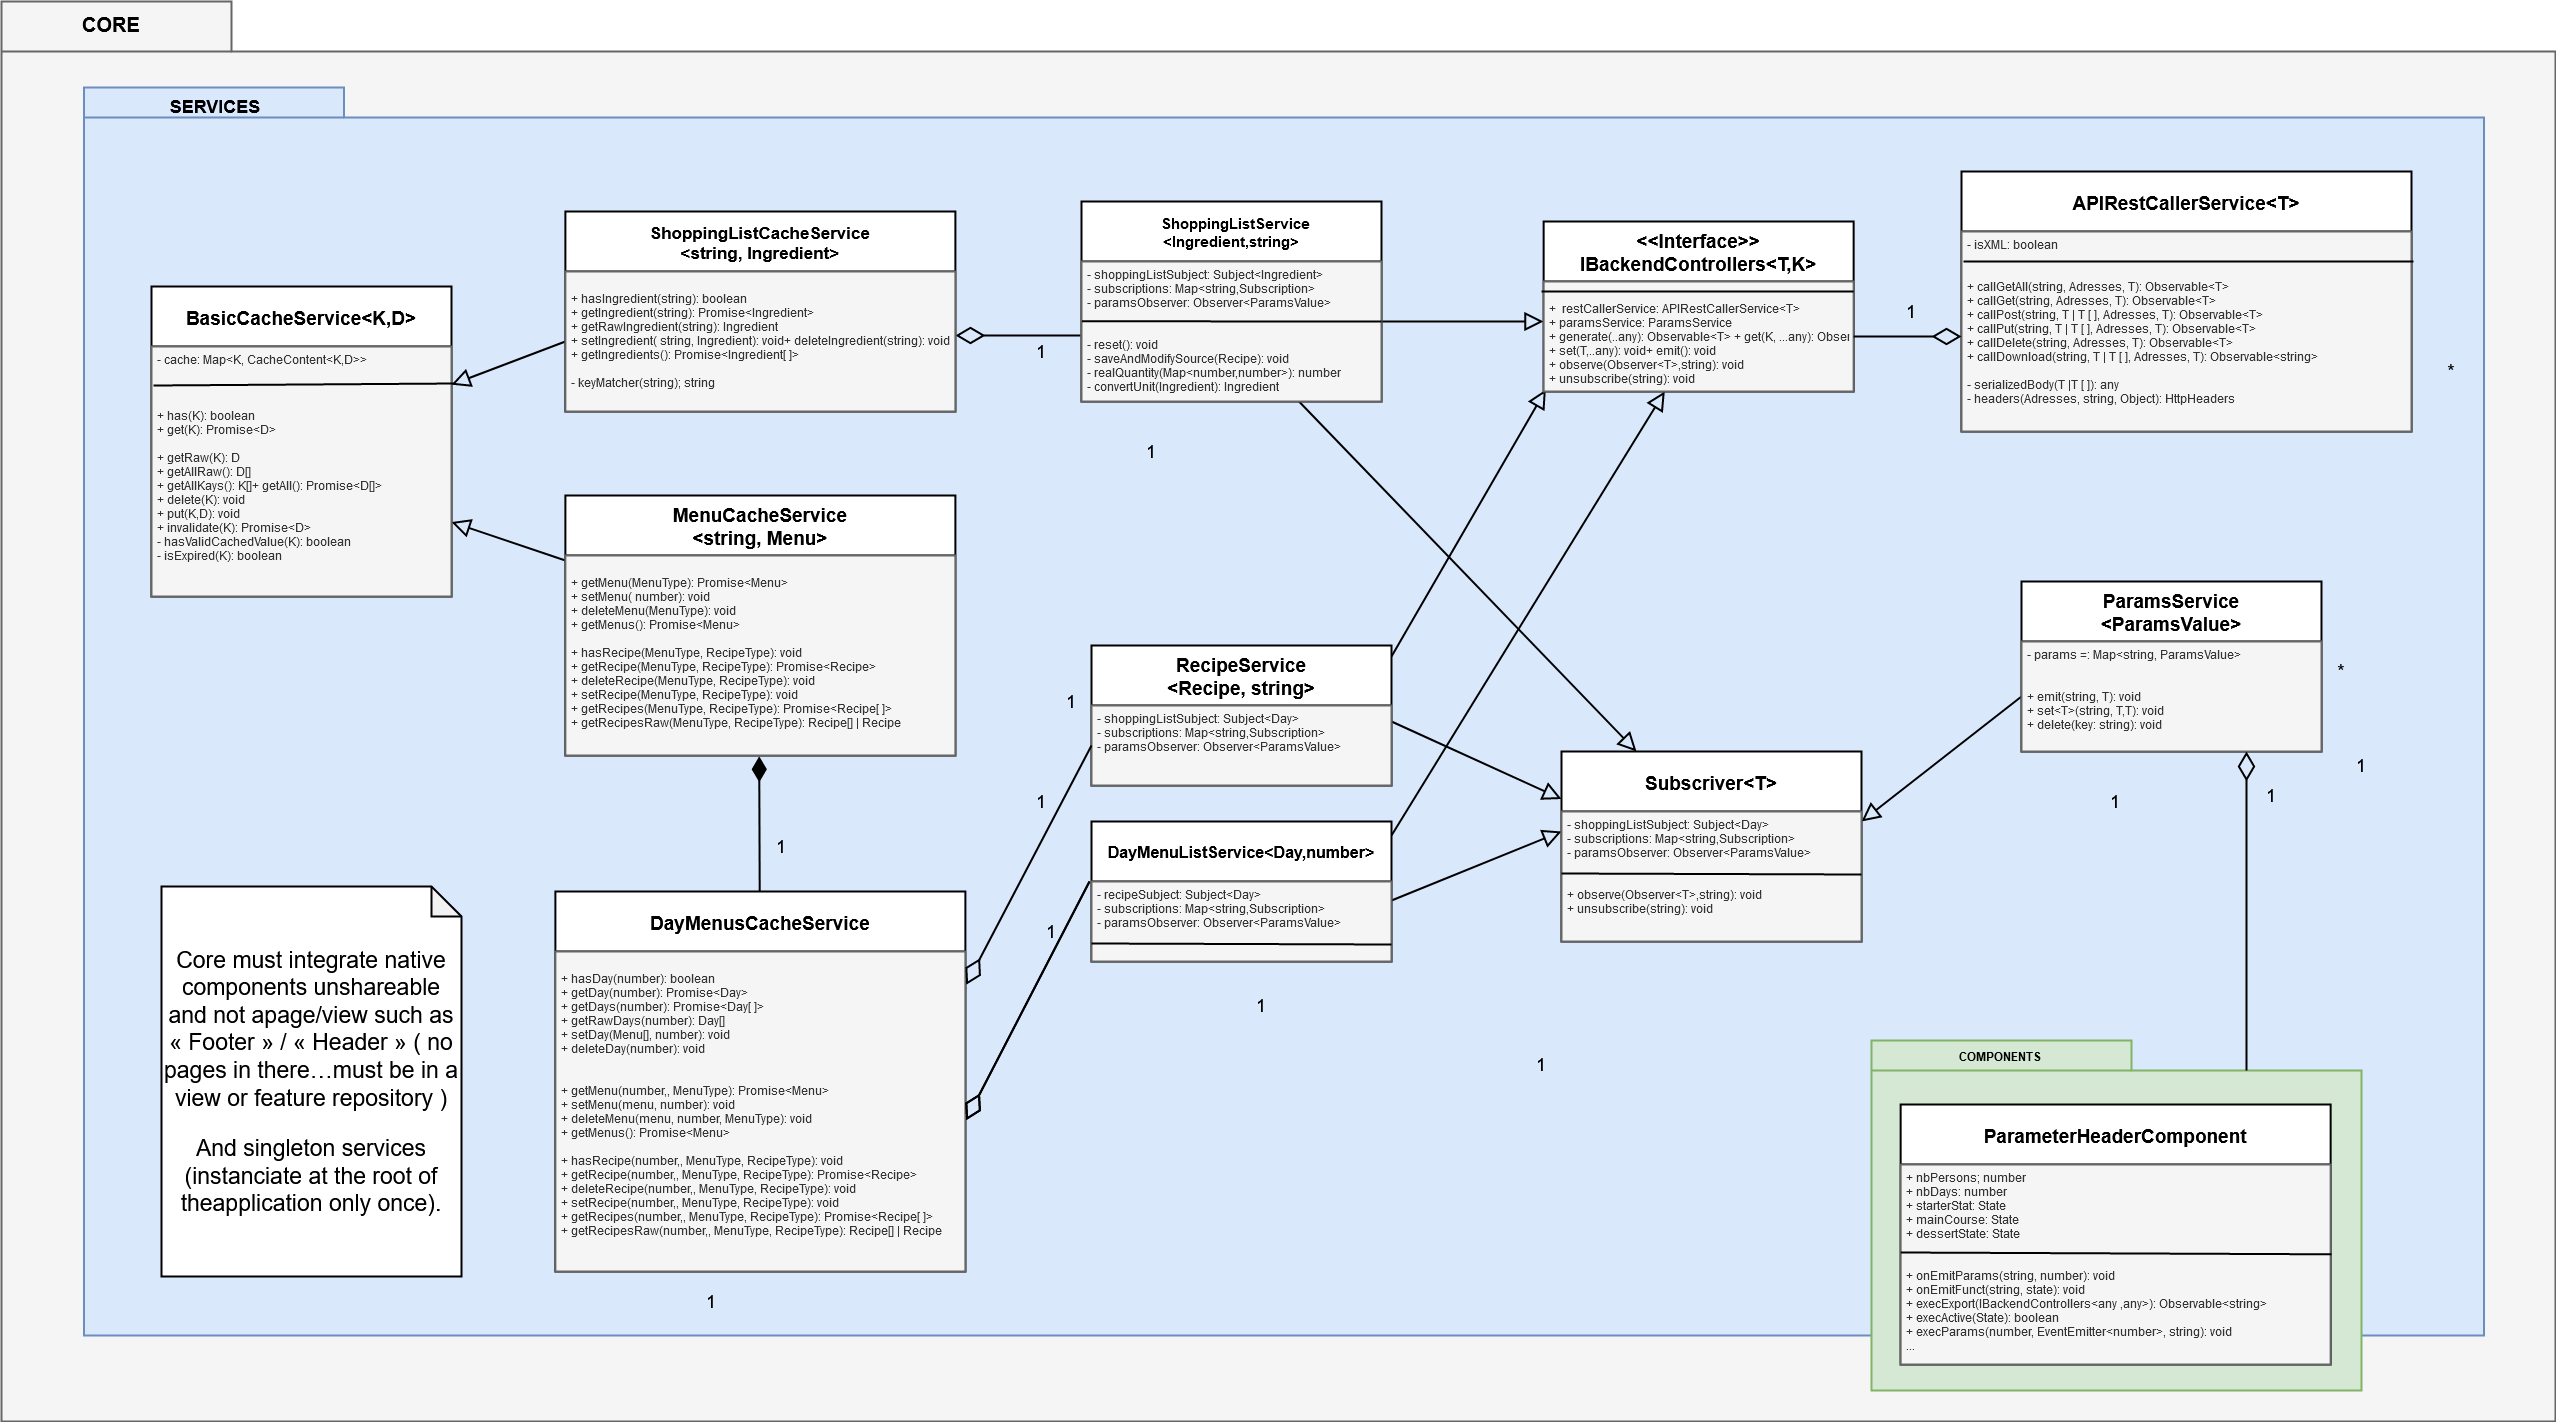 CORE
SERVICES
BasicCacheService<K,D>
- cache: Map<K, CacheContent<K,D>>
+ has(K): boolean
+ get(K): Promise<D>
+ getRaw(K): D
+ getAllRaw(): D[]
+ getAllKays(): K[]+ getAll(): Promise<D[]>
+ delete(K): void
+ put(K,D): void
+ invalidate(K): Promise<D>
- hasValidCachedValue(K): boolean
- isExpired(K): boolean
ShoppingListCacheService
<string, Ingredient>
+ hasIngredient(string): boolean
+ getIngredient(string): Promise<Ingredient>
+ getRawIngredient(string): Ingredient
+ setIngredient( string, Ingredient): void+ deleteIngredient(string): void
+ getIngredients(): Promise<Ingredient[ ]>
- keyMatcher(string); string
1
ShoppingListService
<Ingredient,string>
- shoppingListSubject: Subject<Ingredient>
- subscriptions: Map<string,Subscription>
- paramsObserver: Observer<ParamsValue>
- reset(): void
- saveAndModifySource(Recipe): void
- realQuantity(Map<number,number>): number
- convertUnit(Ingredient): Ingredient
1
<<Interface>>
IBackendControllers<T,K>
+ restCallerService: APIRestCallerService<T>
+ paramsService: ParamsService
+ generate(..any): Observable<T> + get(K, ...any): Obser
+ set(T,..any): void+ emit(): void
+ observe(Observer<T>,string): void
+ unsubscribe(string): void
1
APIRestCallerService<T>
- isXML: boolean
+ callGetAll(string, Adresses, T): Observable<T>
+ callGet(string, Adresses, T): Observable<T>
+ callPost(string, T | T [ ], Adresses, T): Observable<T>
+ callPut(string, T | T [ ], Adresses, T): Observable<T>
+ callDelete(string, Adresses, T): Observable<T>
+ callDownload(string, T | T [ ], Adresses, T): Observable<string>
- serializedBody(T |T [ ]): any
- headers(Adresses, string, Object): HttpHeaders
*
MenuCacheService
<string, Menu>
+ getMenu(MenuType): Promise<Menu>
+ setMenu( number): void
+ deleteMenu(MenuType): void
+ getMenus(): Promise<Menu>
+ hasRecipe(MenuType, RecipeType): void
+ getRecipe(MenuType, RecipeType): Promise<Recipe>
+ deleteRecipe(MenuType, RecipeType): void
+ setRecipe(MenuType, RecipeType): void
+ getRecipes(MenuType, RecipeType): Promise<Recipe[ ]>
+ getRecipesRaw(MenuType, RecipeType): Recipe[] | Recipe
1
1
1
RecipeService
<Recipe, string>
- shoppingListSubject: Subject<Day>
- subscriptions: Map<string,Subscription>
- paramsObserver: Observer<ParamsValue>
ParamsService
<ParamsValue>
- params =: Map<string, ParamsValue>
+ emit(string, T): void
+ set<T>(string, T,T): void
+ delete(key: string): void
*
1
1
1
DayMenuListService<Day,number>
- recipeSubject: Subject<Day>
- subscriptions: Map<string,Subscription>
- paramsObserver: Observer<ParamsValue>
1
1
Subscriver<T>
- shoppingListSubject: Subject<Day>
- subscriptions: Map<string,Subscription>
- paramsObserver: Observer<ParamsValue>
+ observe(Observer<T>,string): void
+ unsubscribe(string): void
1
DayMenusCacheService
+ hasDay(number): boolean
+ getDay(number): Promise<Day>
+ getDays(number): Promise<Day[ ]>
+ getRawDays(number): Day[]
+ setDay(Menu[], number): void
+ deleteDay(number): void
+ getMenu(number,, MenuType): Promise<Menu>
+ setMenu(menu, number): void
+ deleteMenu(menu, number, MenuType): void
+ getMenus(): Promise<Menu>
+ hasRecipe(number,, MenuType, RecipeType): void
+ getRecipe(number,, MenuType, RecipeType): Promise<Recipe>
+ deleteRecipe(number,, MenuType, RecipeType): void
+ setRecipe(number,, MenuType, RecipeType): void
+ getRecipes(number,, MenuType, RecipeType): Promise<Recipe[ ]>
+ getRecipesRaw(number,, MenuType, RecipeType): Recipe[] | Recipe
1
Core must integrate native
components unshareable
and not apage/view such as
« Footer » / « Header » ( no
pages in there…must be in a
view or feature repository )
And singleton services
(instanciate at the root of
theapplication only once).
COMPONENTS
ParameterHeaderComponent
+ nbPersons; number
+ nbDays: number
+ starterStat: State
+ mainCourse: State
+ dessertState: State
+ onEmitParams(string, number): void
+ onEmitFunct(string, state): void
+ execExport(IBackendControllers<any ,any>): Observable<string>
+ execActive(State): boolean
+ execParams(number, EventEmitter<number>, string): void
...